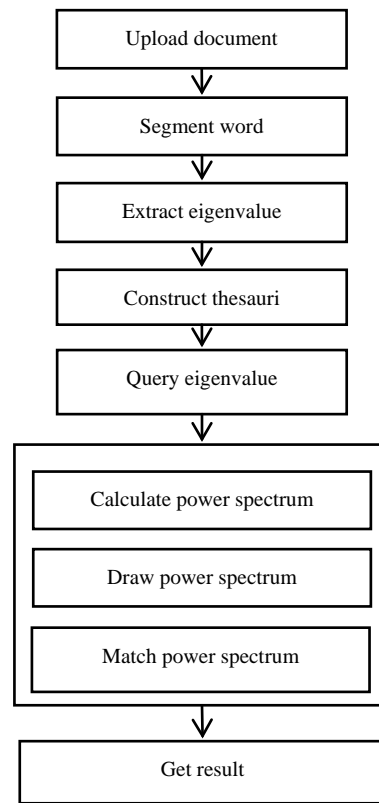 Upload document
Segment word
Extract eigenvalue
Construct thesauri
Query eigenvalue
Calculate power spectrum
Draw power spectrum
Match power spectrum
Get result